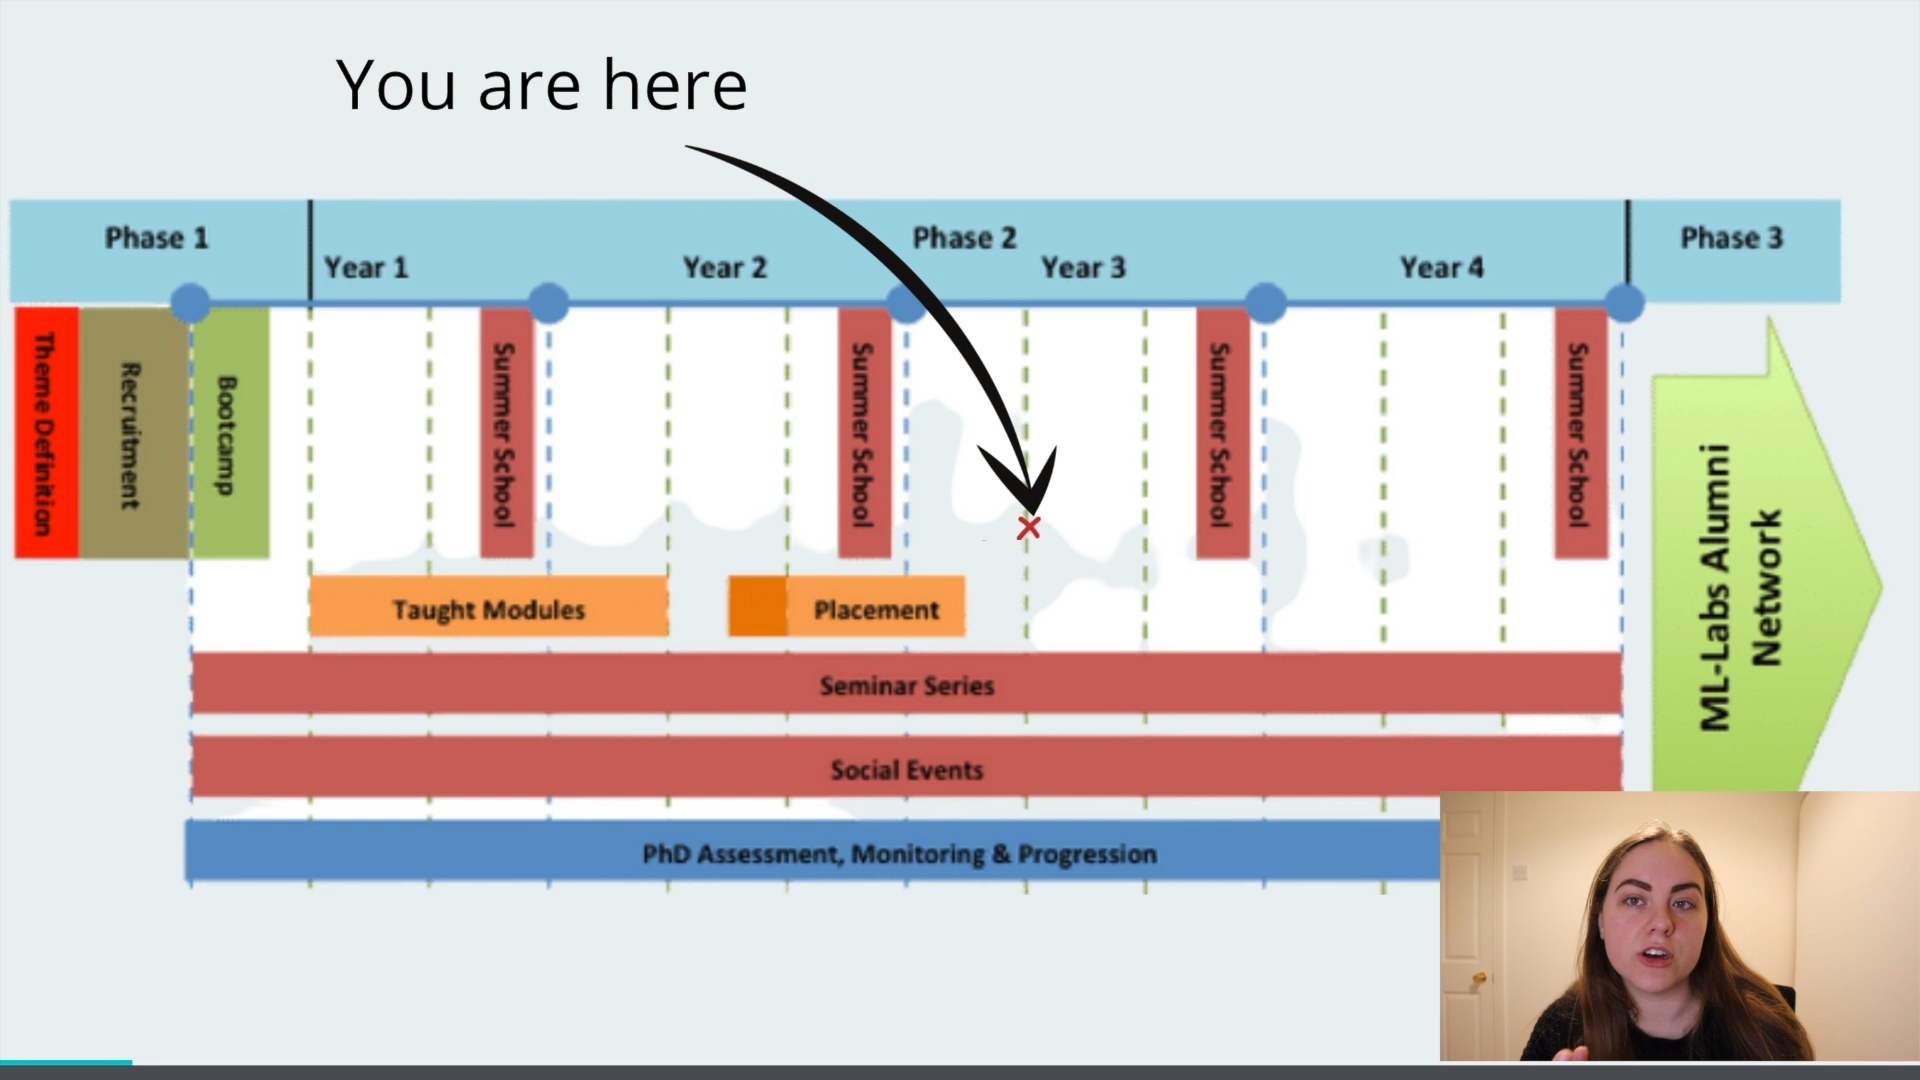 You are here
Phase 1
Phase 2
Phase 3
Year 1
Year 2
Year 3
Year 4
Theme Definition
Recruitment
Bootcamp
Summer School
Summer School
Summer School
Summer School
Taught Modules
Placement
Seminar Series
Social Events
PhD Assessment, Monitoring & Progression
ML-Labs Alumni
Network